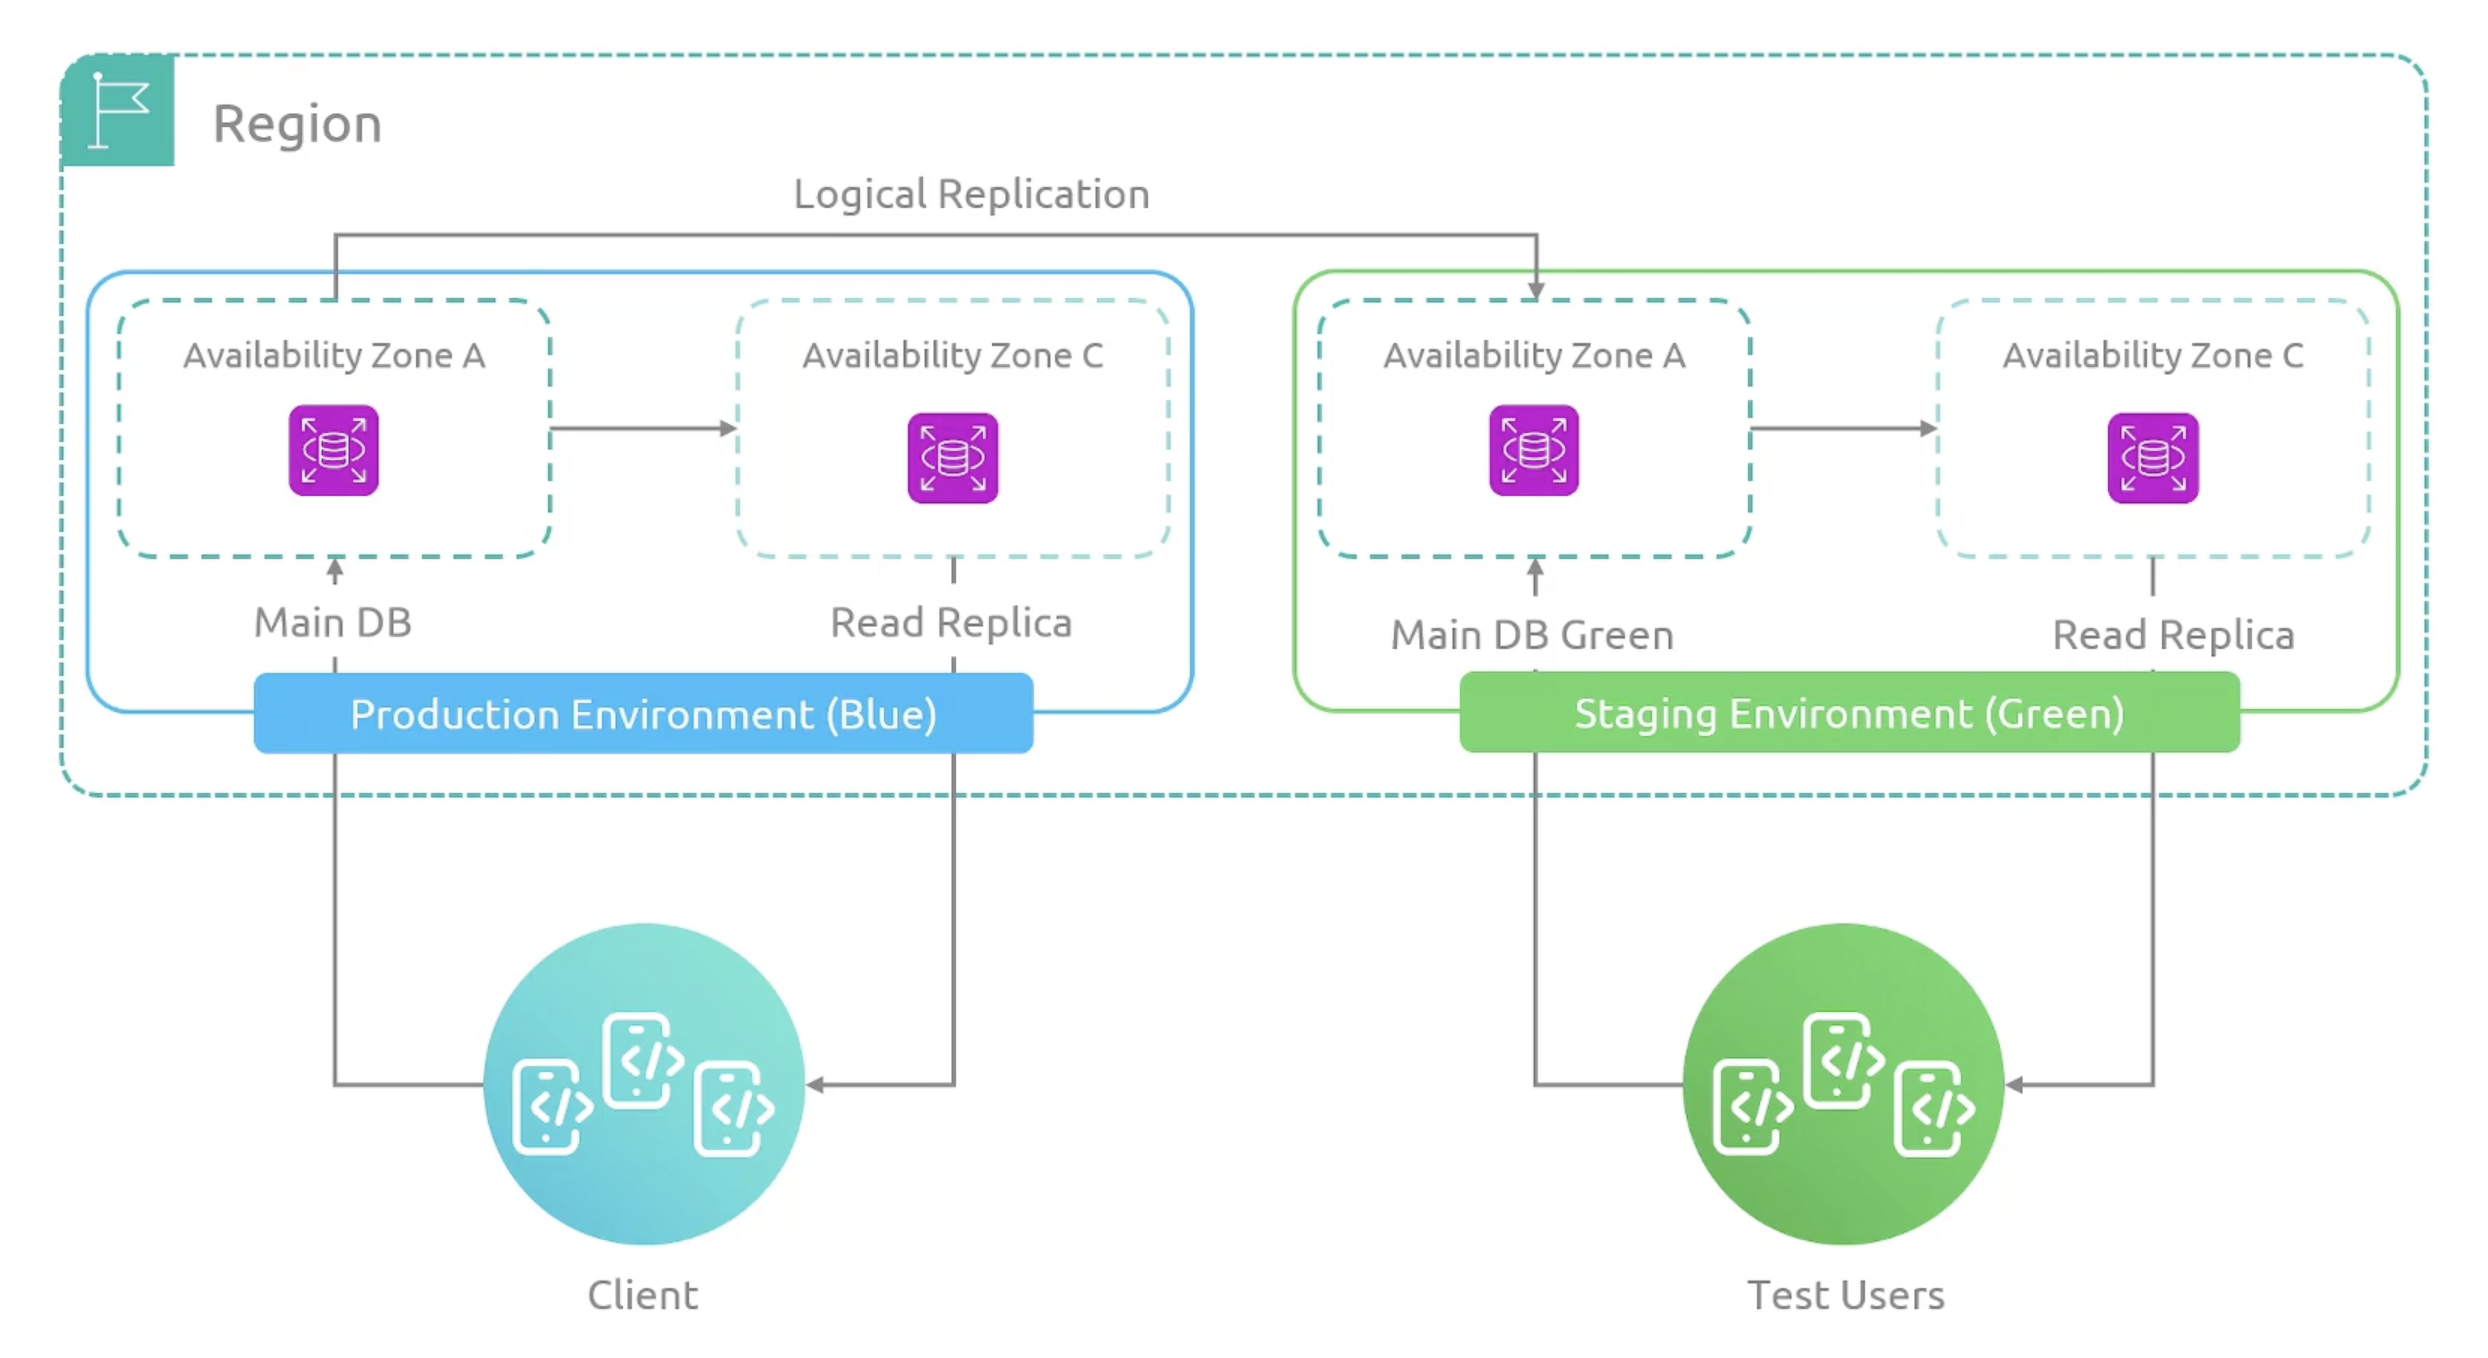 Region
Logical Replication
Availability Zone A
Availability Zone C
Main DB
Read Replica
Production Environment (Blue)
Availability Zone A
Availability Zone C
Main DB Green
Read Replica
Staging Environment (Green)
Client
Test Users